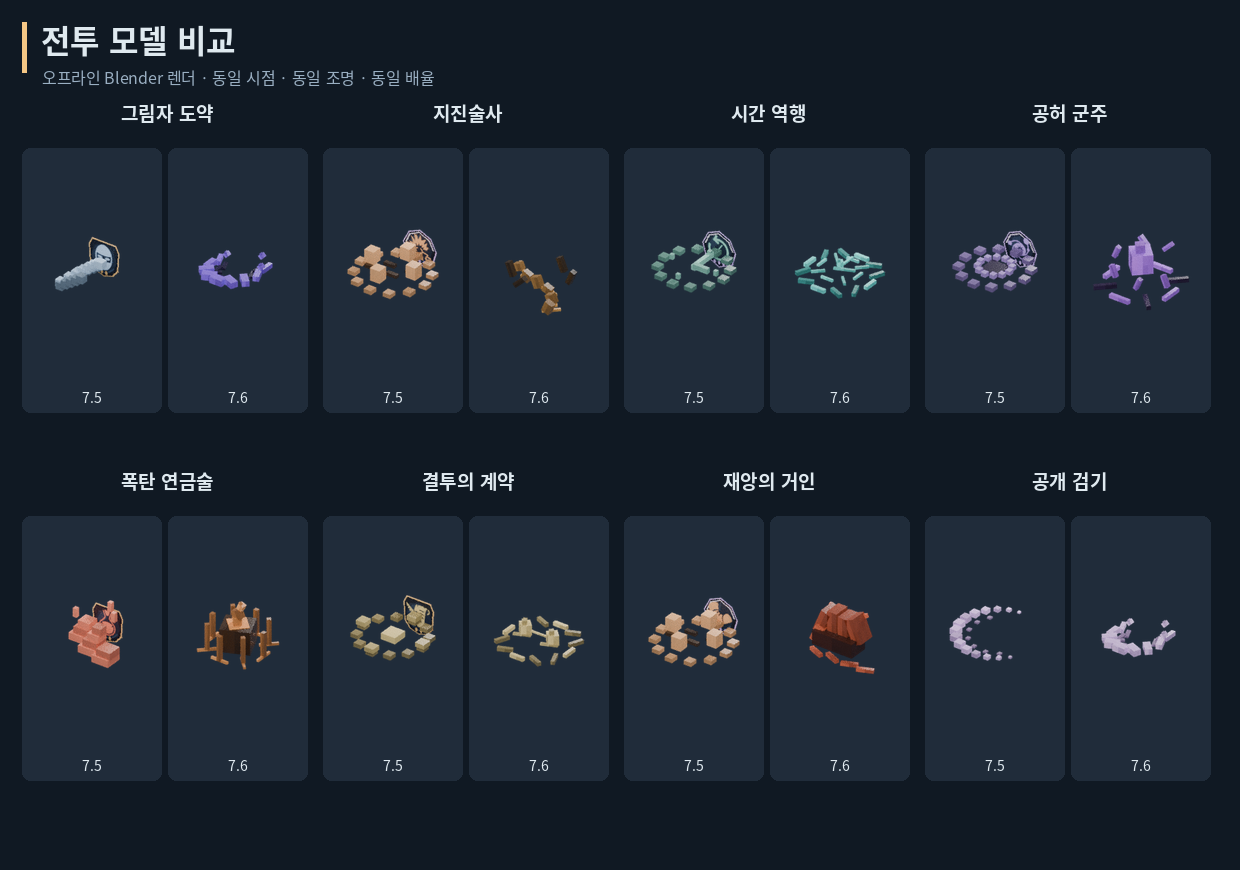 전투 모델 비교
오프라인 Blender 렌더 · 동일 시점 · 동일 조명 · 동일 배율
그림자 도약
지진술사
시간 역행
공허 군주
7.5
7.6
7.5
7.6
7.5
7.6
7.5
7.6
폭탄 연금술
결투의 계약
재앙의 거인
공개 검기
7.5
7.6
7.5
7.6
7.5
7.6
7.5
7.6